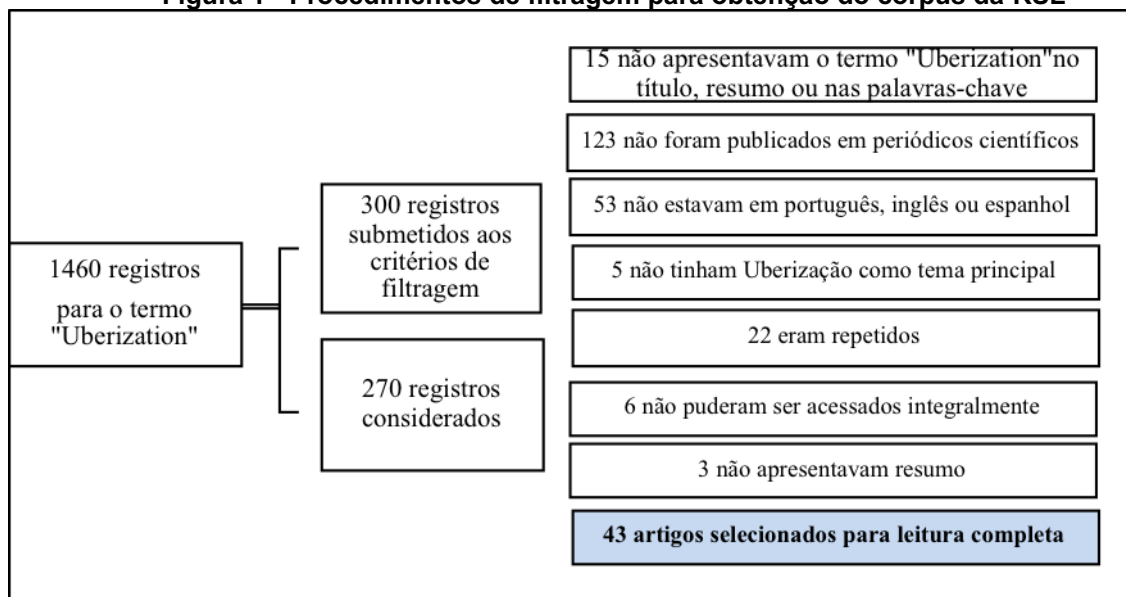 Figura 1 - Procedimentos de filtragem para obtenção do corpus da RSL
1460 registros
para o termo
"Uberization"
300 registros
submetidos aos
critérios de
filtragem
270 registros
considerados
15 não apresentavam o termo "Uberization"no
título, resumo ou nas palavras-chave
123 não foram publicados em periódicos científicos
53 não estavam em português, inglês ou espanhol
5 não tinham Uberização como tema principal
22 eram repetidos
6 não puderam ser acessados integralmente
3 não apresentavam resumo
43 artigos selecionados para leitura completa